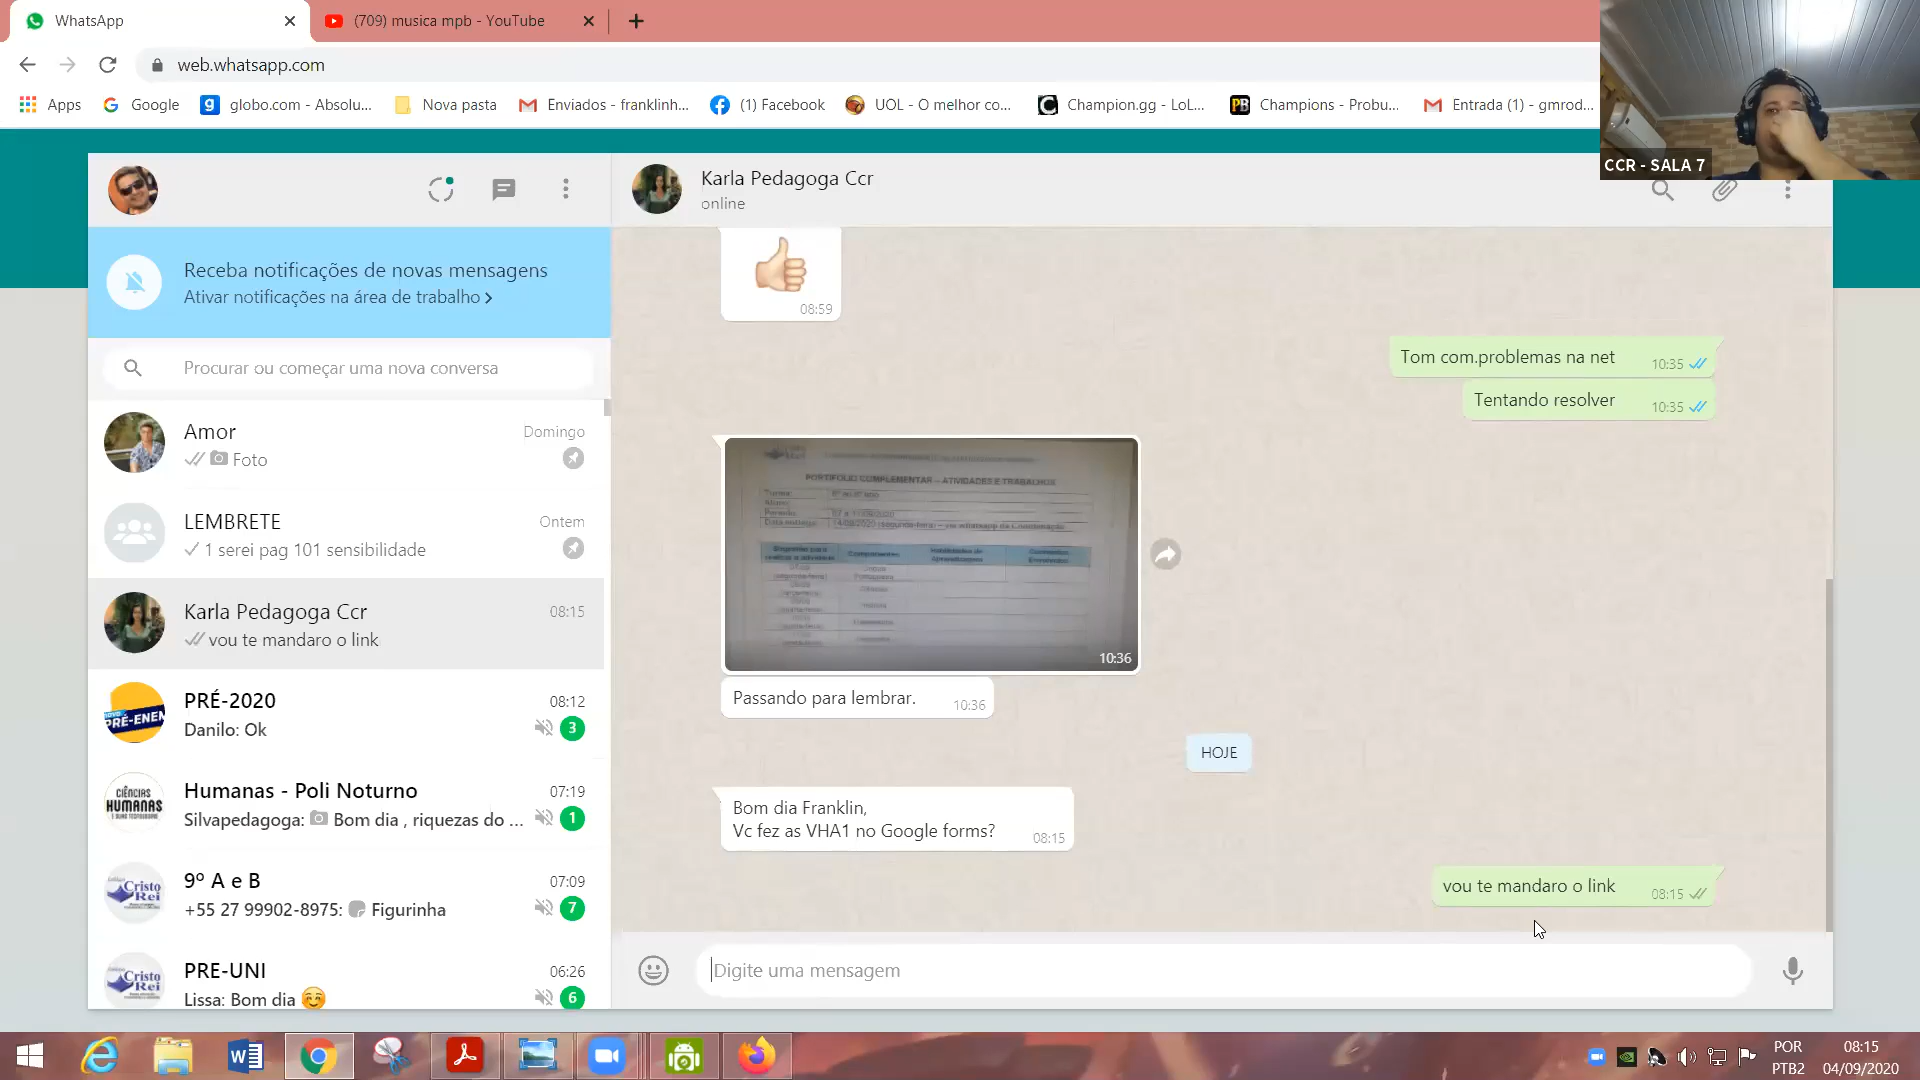 WhatsApp
(709) musica mpb - YouTube
web.whatsapp.com
Apps
Google
globo.com - Absolu...
Nova pasta
Enviados - franklinh...
(1) Facebook
UOL - O melhor co...
Champion.gg - LoL...
Champions - Probu...
Entrada (1) - gmrod...
CCR - SALA 7
Karla Pedagoga Ccr
online
Receba notificações de novas mensagens
Ativar notificações na área de trabalho
Procurar ou começar uma nova conversa
Amor
Domingo
Foto
LEMBRETE
Ontem
1 serei pag 101 sensibilidade
Karla Pedagoga Ccr
08:15
vou te mandaro o link
PRÉ-2020
08:12
Danilo: Ok
3
PRÉ-ENEM
Humanas - Poli Noturno
07:19
Silvapedagoga: Bom dia , riquezas do ...
1
CIÊNCIAS
HUMANAS
9º A e B
07:09
+55 27 99902-8975: Figurinha
7
Cristo
Rei
PRE-UNI
06:26
Lissa: Bom dia
6
Cristo
08:59
Tom com.problemas na net
10:35
Tentando resolver
10:35
PORTIFÓLIO COMPLEMENTAR – ATIVIDADES E TRABALHOS
10:36
Passando para lembrar.
10:36
HOJE
Bom dia Franklin,
Vc fez as VHA1 no Google forms?
08:15
vou te mandaro o link
08:15
Digite uma mensagem
POR
PTB2
08:15
04/09/2020